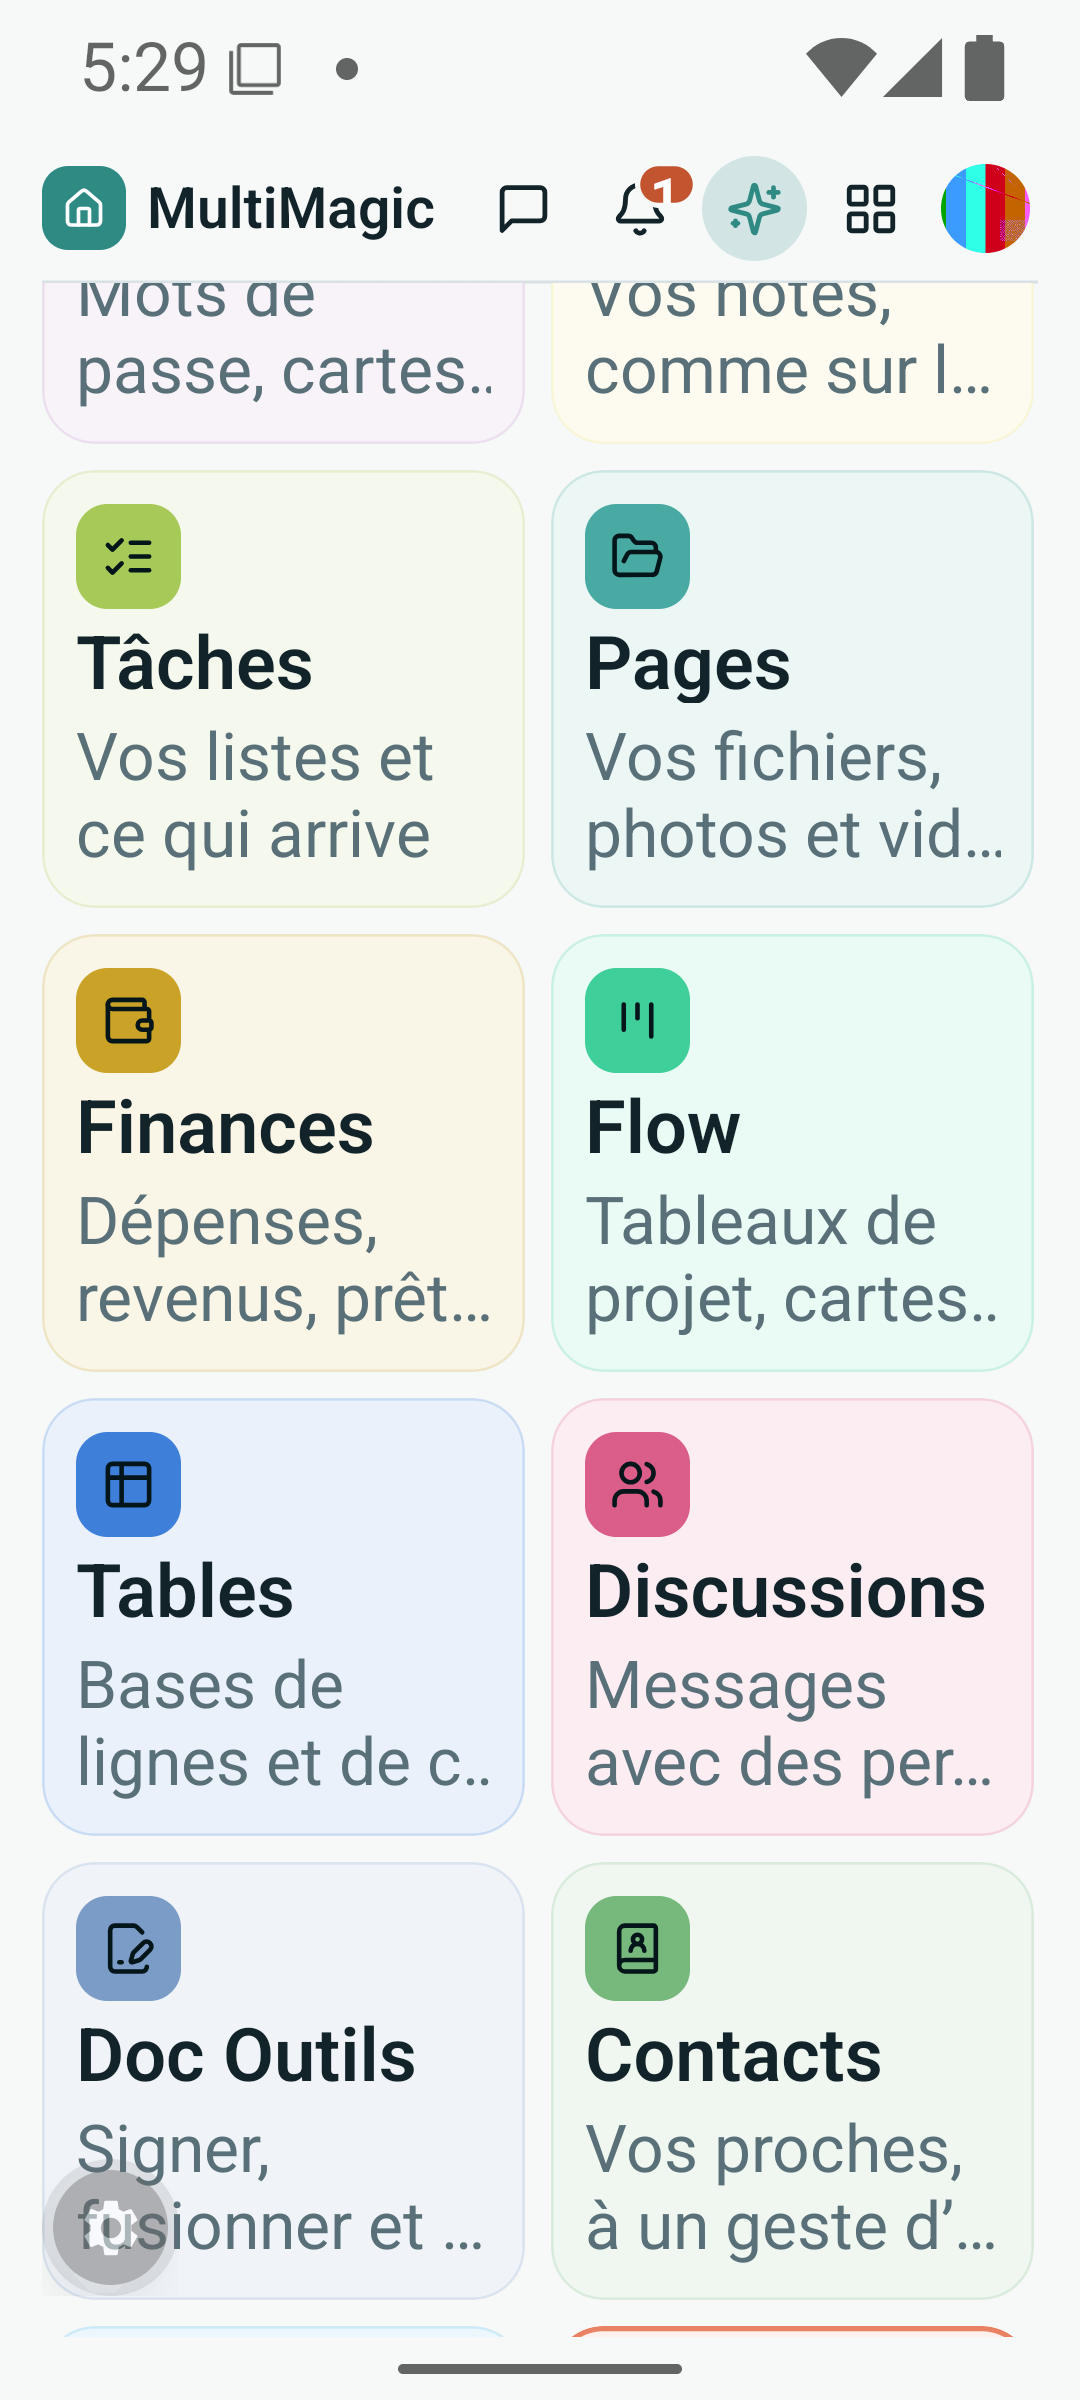 5:29
MultiMagic
1
Mots de
passe, cartes…
Vos notes,
comme sur l…
Tâches
Vos listes et
ce qui arrive
Pages
Vos fichiers,
photos et vid…
Finances
Dépenses,
revenus, prêt…
Flow
Tableaux de
projet, cartes…
Tables
Bases de
lignes et de c…
Discussions
Messages
avec des per…
Doc Outils
Signer,
fusionner et …
Contacts
Vos proches,
à un geste d’…